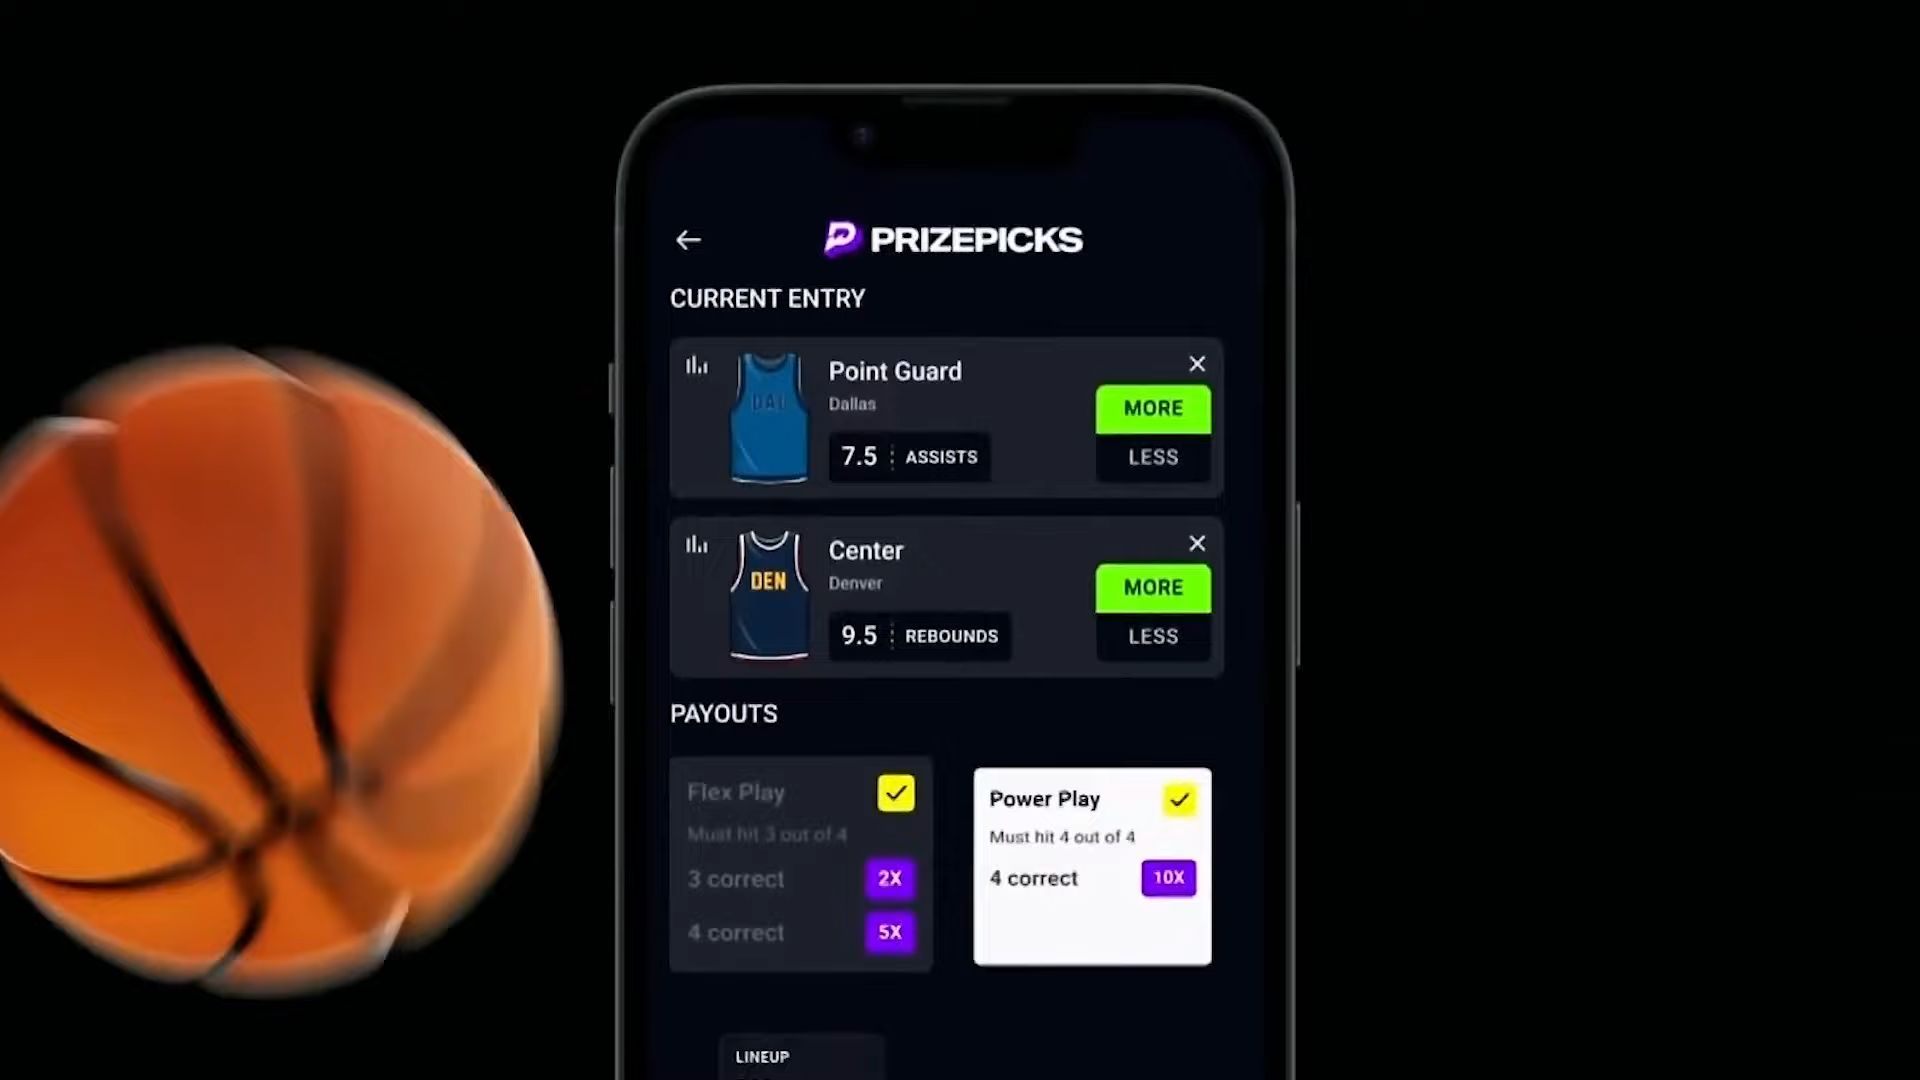 PRIZEPICKS
CURRENT ENTRY
Point Guard
Dallas
DAL
7.5 ASSISTS
MORE
LESS
Center
Denver
DEN
9.5 REBOUNDS
MORE
LESS
PAYOUTS
Flex Play
Must hit 3 out of 4
3 correct 2X
4 correct 5X
Power Play
Must hit 4 out of 4
4 correct 10X
LINEUP